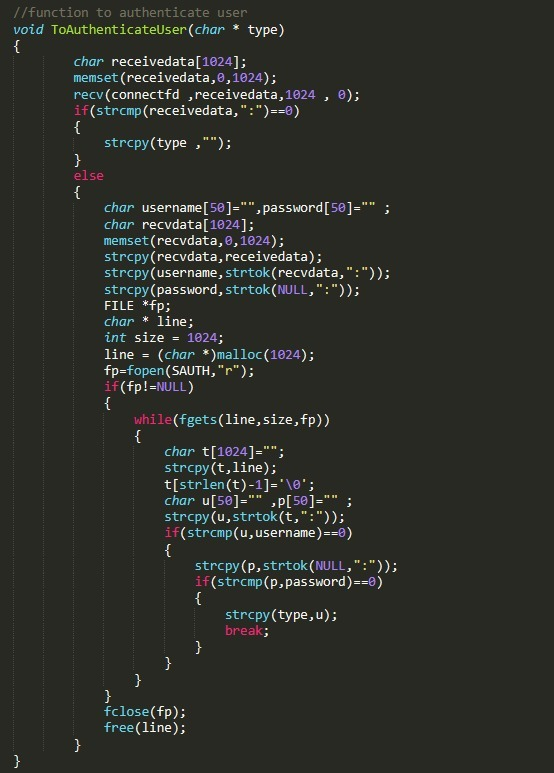 //function to authenticate user
void ToAuthenticateUser(char * type)
{
        char receivedata[1024];
        memset(receivedata,0,1024);
        recv(connectfd ,receivedata,1024 , 0);
        if(strcmp(receivedata,":")==0)
        {
            strcpy(type ,"");
        }
        else
        {
            char username[50]="",password[50]="" ;
            char recvdata[1024];
            memset(recvdata,0,1024);
            strcpy(recvdata,receivedata);
            strcpy(username,strtok(recvdata,":"));
            strcpy(password,strtok(NULL,":"));
            FILE *fp;
            char * line;
            int size = 1024;
            line = (char *)malloc(1024);
            fp=fopen(SAUTH,"r");
            if(fp!=NULL)
            {
                while(fgets(line,size,fp))
                {
                    char t[1024]="";
                    strcpy(t,line);
                    t[strlen(t)-1]='\0';
                    char u[50]="" ,p[50]="" ;
                    strcpy(u,strtok(t,":"));
                    if(strcmp(u,username)==0)
                    {
                        strcpy(p,strtok(NULL,":"));
                        if(strcmp(p,password)==0)
                        {
                            strcpy(type,u);
                            break;
                        }
                    }
                }
            }
            fclose(fp);
            free(line);
        }
}